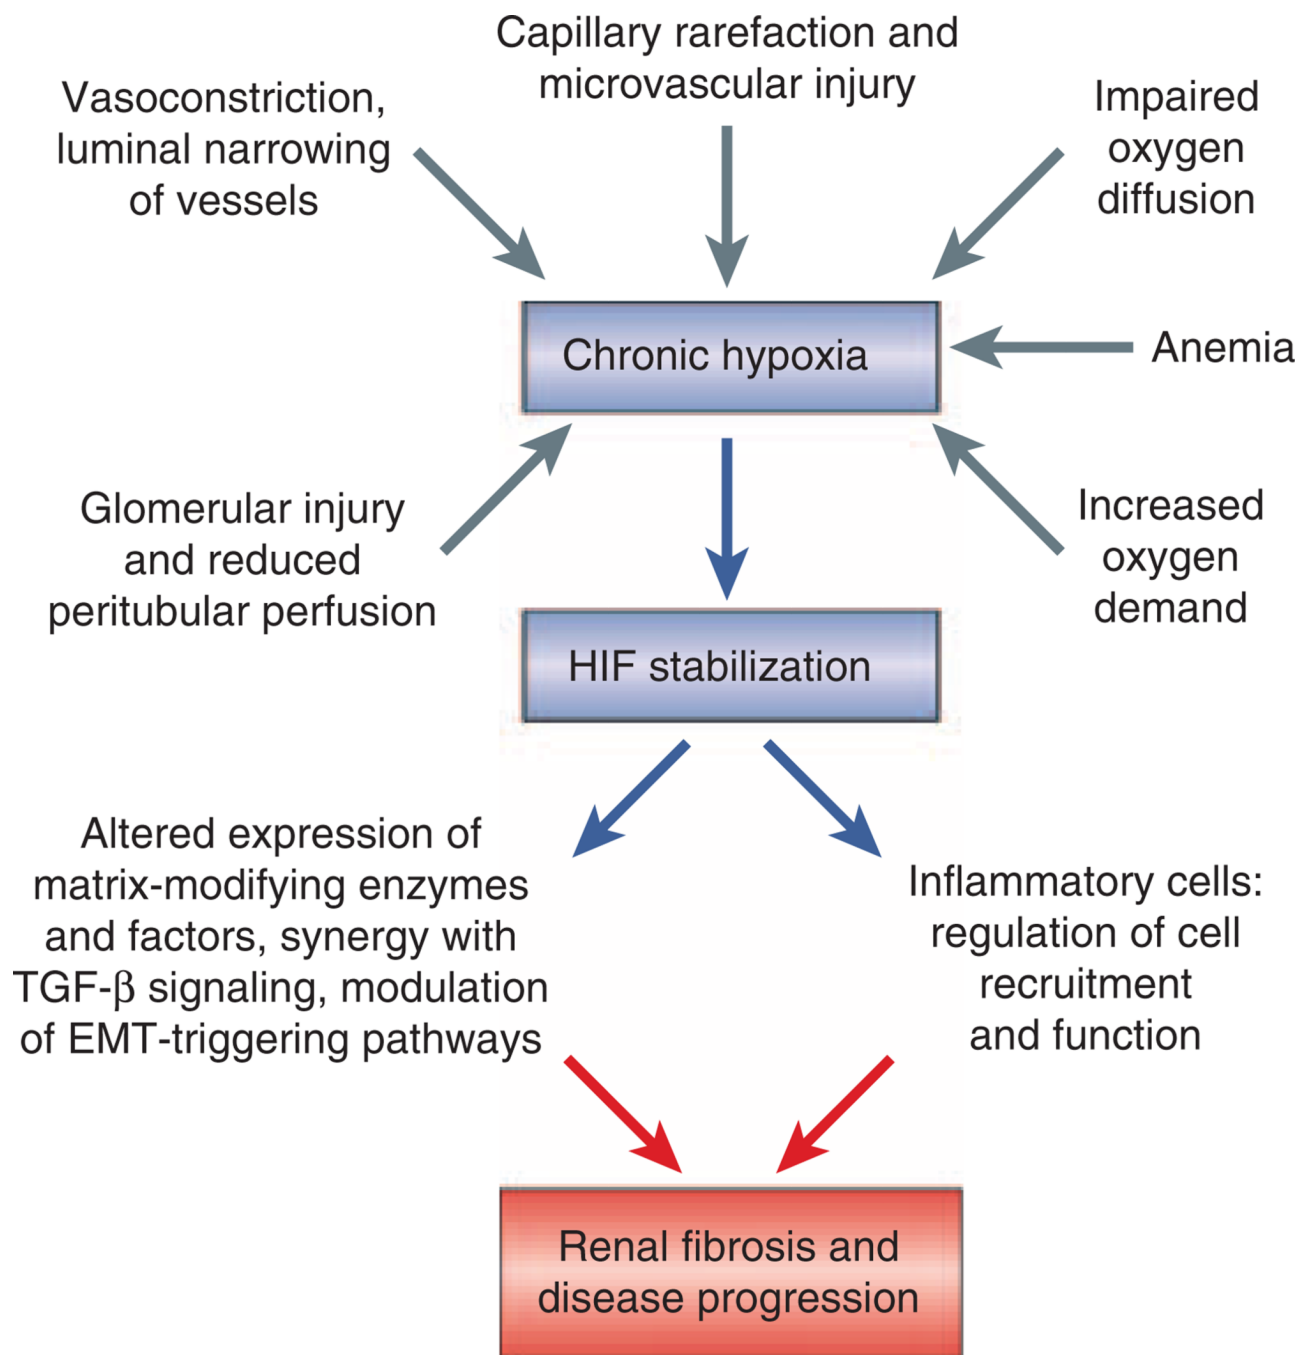 Capillary rarefaction and
microvascular injury
Vasoconstriction,
luminal narrowing
of vessels
Impaired
oxygen
diffusion
Chronic hypoxia
Anemia
Glomerular injury
and reduced
peritubular perfusion
Increased
oxygen
demand
HIF stabilization
Altered expression of
matrix-modifying enzymes
and factors, synergy with
TGF-β signaling, modulation
of EMT-triggering pathways
Inflammatory cells:
regulation of cell
recruitment
and function
Renal fibrosis and
disease progression